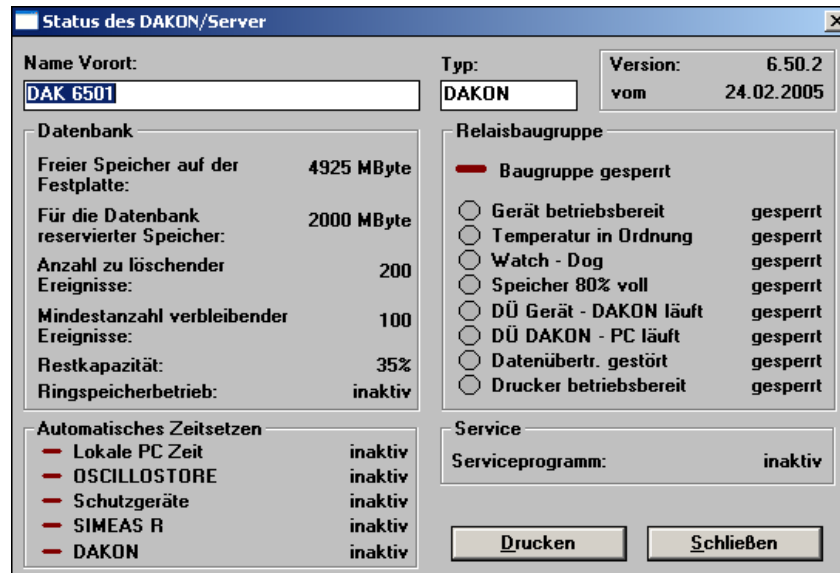 Status des DAKON/Server
Name Vorort:
DAK 6501
Typ:
DAKON
Version: 6.50.2
vom 24.02.2005
Datenbank
Freier Speicher auf der
Festplatte: 4925 MByte
Für die Datenbank
reservierter Speicher: 2000 MByte
Anzahl zu löschender
Ereignisse: 200
Mindestanzahl verbleibender
Ereignisse: 100
Restkapazität: 35%
Ringspeicherbetrieb: inaktiv
Relaisbaugruppe
Baugruppe gesperrt
Gerät betriebsbereit gesperrt
Temperatur in Ordnung gesperrt
Watch - Dog gesperrt
Speicher 80% voll gesperrt
DÜ Gerät - DAKON läuft gesperrt
DÜ DAKON - PC läuft gesperrt
Datenübertr. gestört gesperrt
Drucker betriebsbereit gesperrt
Automatisches Zeitsetzen
Lokale PC Zeit inaktiv
OSCILLOSTORE inaktiv
Schutzgeräte inaktiv
SIMEAS R inaktiv
DAKON inaktiv
Service
Serviceprogramm: inaktiv
Drucken
Schließen